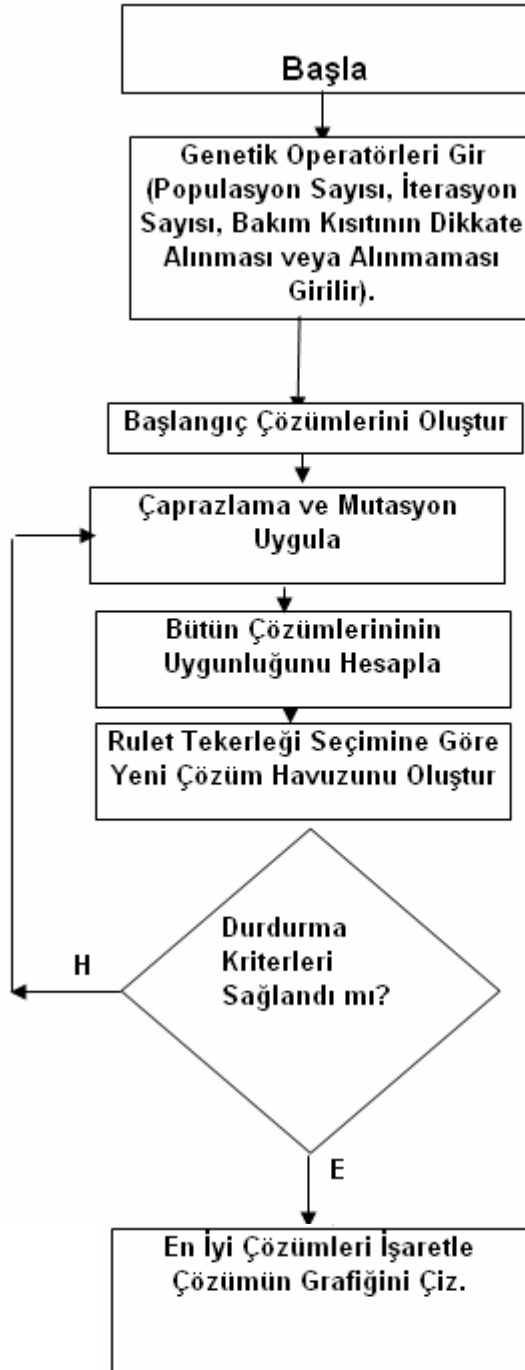 Başla
Genetik Operatörleri Gir
(Populasyon Sayısı, İterasyon
Sayısı, Bakım Kısıtının Dikkate
Alınması veya Alınmaması
Girilir).
Başlangıç Çözümlerini Oluştur
Çaprazlama ve Mutasyon
Uygula
Bütün Çözümlerininin
Uygunluğunu Hesapla
Rulet Tekerleği Seçimine Göre
Yeni Çözüm Havuzunu Oluştur
Durdurma
Kriterleri
Sağlandı mı?
H
E
En İyi Çözümleri İşaretle
Çözümün Grafiğini Çiz.